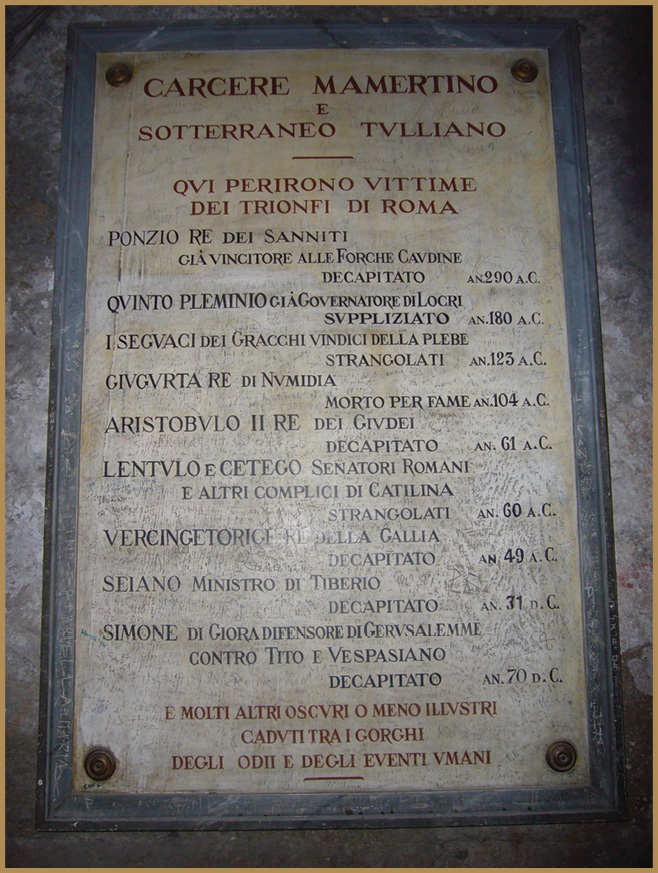 CARCERE MAMERTINO
E
SOTTERRANEO TVLLIANO
QVI PERIRONO VITTIME
DEI TRIONFI DI ROMA
PONZIO RE DEI SANNITI
GIÀ VINCITORE ALLE FORCHE CAVDINE
DECAPITATO AN.290 A.C.
QVINTO PLEMINIO GIÀ GOVERNATORE DI LOCRI
SVPPLIZIATO AN.180 A.C.
I SEGVACI DEI GRACCHI VINDICI DELLA PLEBE
STRANGOLATI AN.123 A.C.
GIVGVRTA RE DI NVMIDIA
MORTO PER FAME AN.104 A.C.
ARISTOBVLO II RE DEI GIVDEI
DECAPITATO AN. 61 A.C.
LENTVLO E CETEGO SENATORI ROMANI
E ALTRI COMPLICI DI CATILINA
STRANGOLATI AN. 60 A.C.
VERCINGETORIGE RE DELLA GALLIA
DECAPITATO AN. 49 A.C.
SEIANO MINISTRO DI TIBERIO
DECAPITATO AN. 31 D.C.
SIMONE DI GIORA DIFENSORE DI GERVSALEMME
CONTRO TITO E VESPASIANO
DECAPITATO AN. 70 D.C.
E MOLTI ALTRI OSCVRI O MENO ILLVSTRI
CADVTI TRA I GORGHI
DEGLI ODII E DEGLI EVENTI VMANI